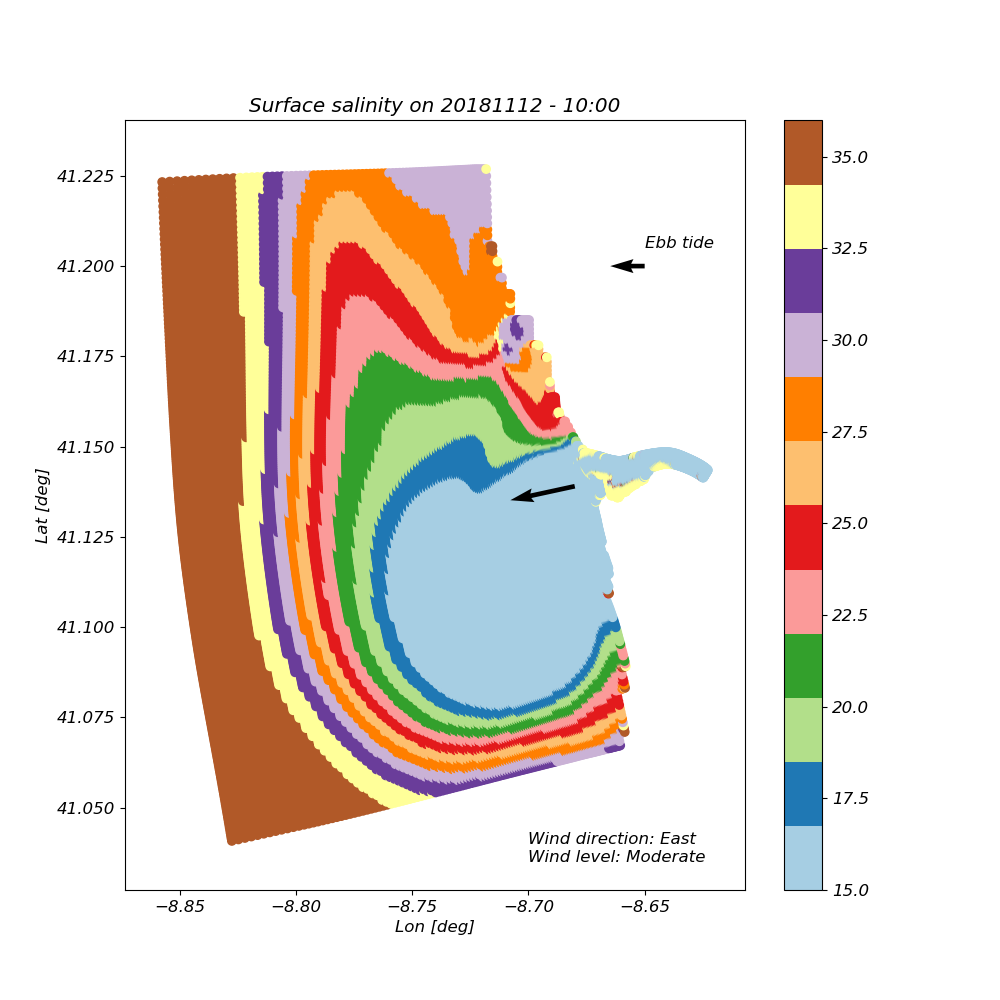 Surface salinity on 20181112 - 10:00
41.225
41.200
41.175
41.150
41.125
41.100
41.075
41.050
Lat [deg]
Ebb tide
Wind direction: East
Wind level: Moderate
−8.85 −8.80 −8.75 −8.70 −8.65
Lon [deg]
35.0
32.5
30.0
27.5
25.0
22.5
20.0
17.5
15.0